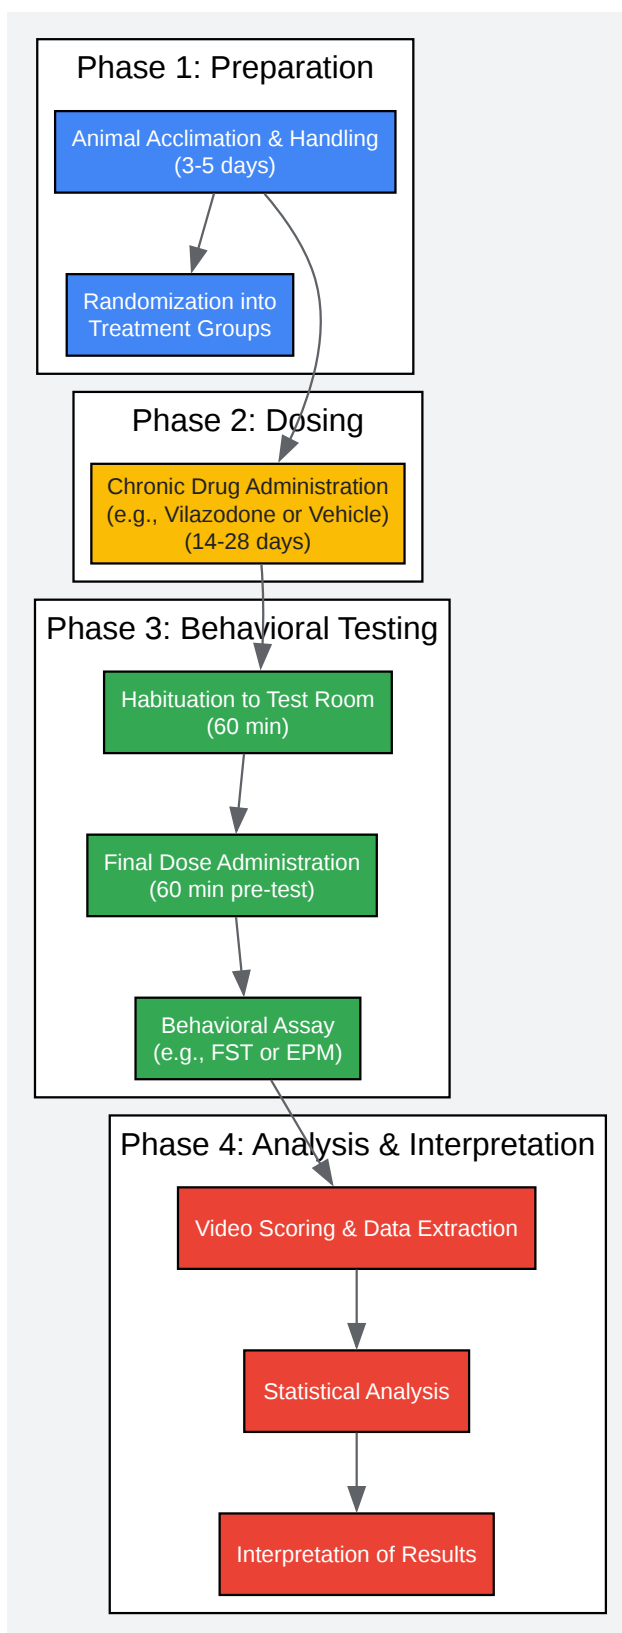 Phase 1: Preparation
Animal Acclimation & Handling
(3-5 days)
Randomization into
Treatment Groups
Phase 2: Dosing
Chronic Drug Administration
(e.g., Vilazodone or Vehicle)
(14-28 days)
Phase 3: Behavioral Testing
Habituation to Test Room
(60 min)
Final Dose Administration
(60 min pre-test)
Behavioral Assay
(e.g., FST or EPM)
Phase 4: Analysis & Interpretation
Video Scoring & Data Extraction
Statistical Analysis
Interpretation of Results